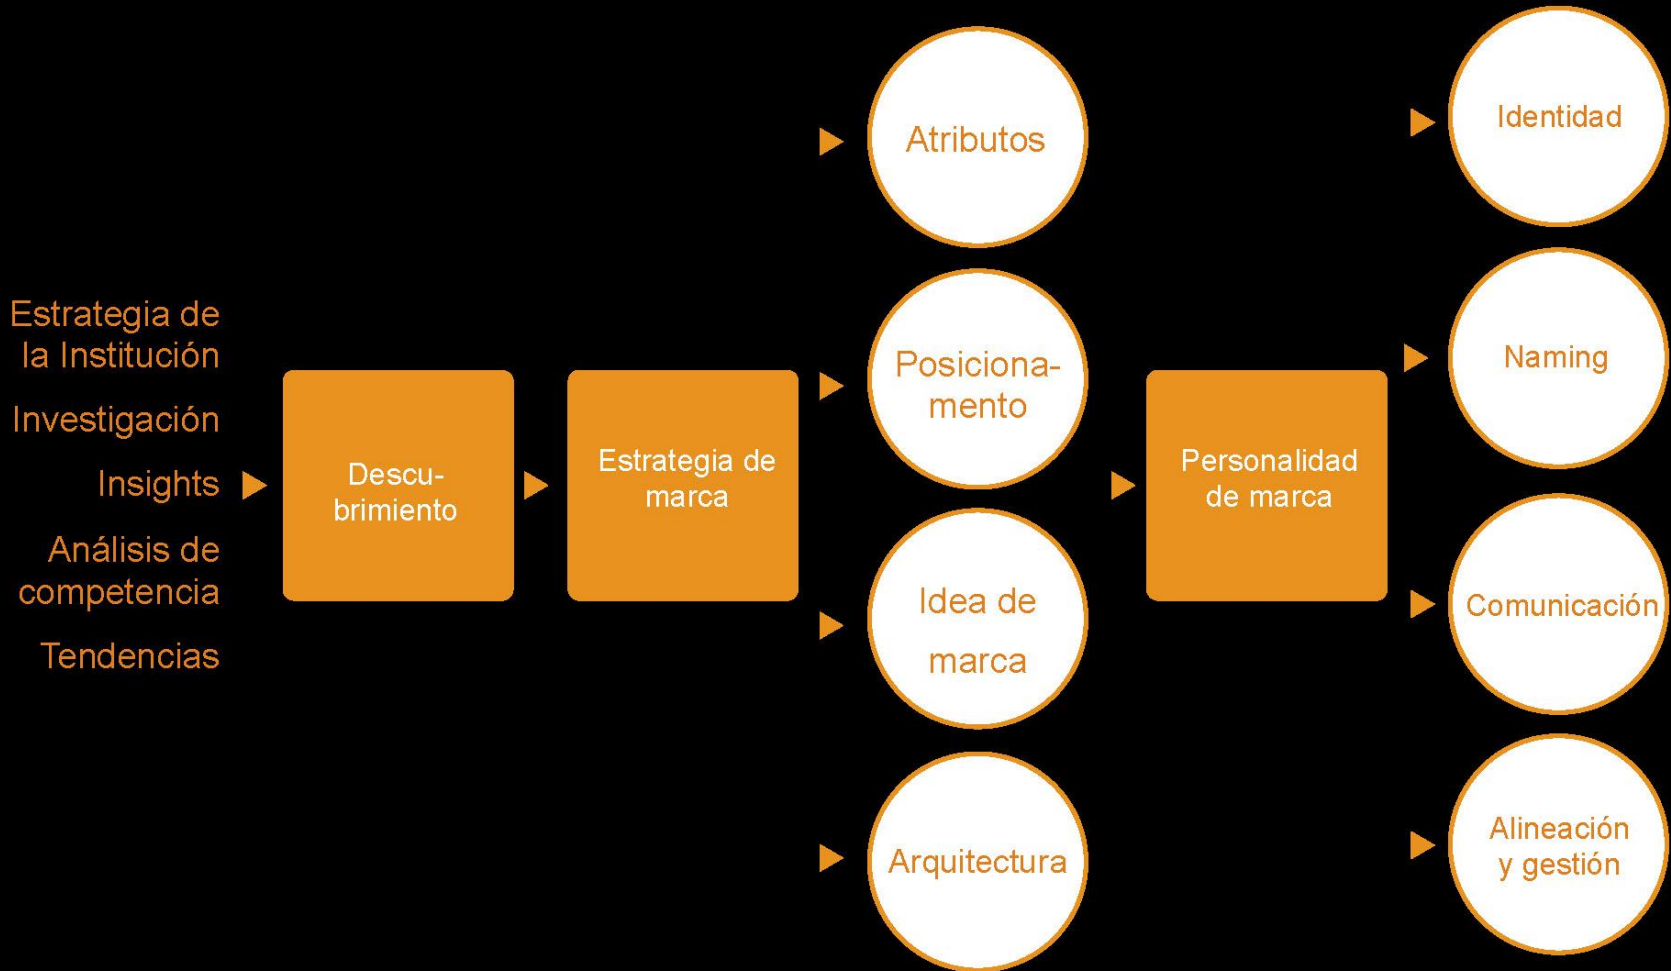 Estrategia de
la Institución
Investigación
Insights
Análisis de
competencia
Tendencias
Descu-
brimiento
Estrategia de
marca
Atributos
Posiciona-
mento
Idea de
marca
Arquitectura
Personalidad
de marca
Identidad
Naming
Comunicación
Alineación
y gestión